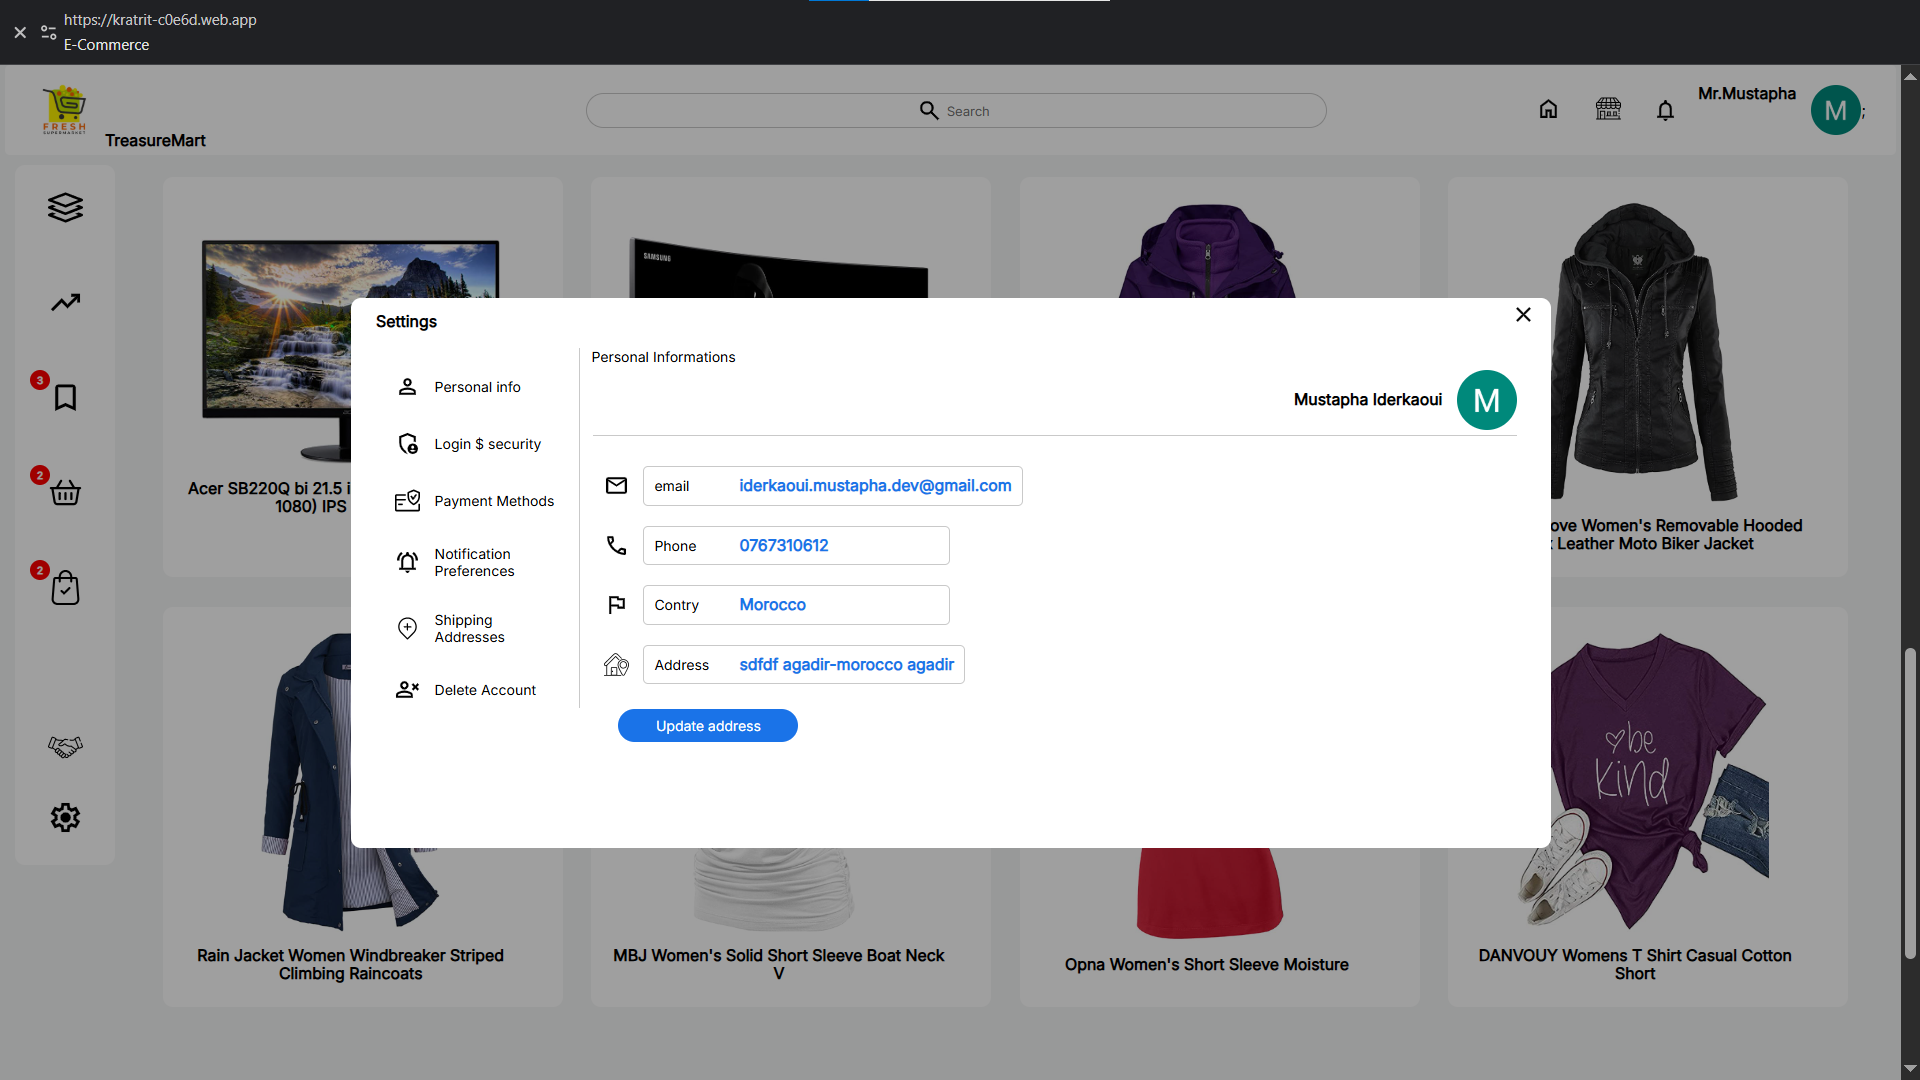 https://kratrit-c0e6d.web.app
E-Commerce
FRESH
SUPERMARKET
TreasureMart
Search
Mr.Mustapha
M
;
3
2
2
SAMSUNG
Acer SB220Q bi 21.5 i
1080) IPS
ove Women's Removable Hooded
Leather Moto Biker Jacket
Settings
Personal info
Login $ security
Payment Methods
Notification
Preferences
Shipping
Addresses
Delete Account
Personal Informations
Mustapha Iderkaoui
M
email iderkaoui.mustapha.dev@gmail.com
Phone 0767310612
Contry Morocco
Address sdfdf agadir-morocco agadir
Update address
be
kind
Rain Jacket Women Windbreaker Striped
Climbing Raincoats
MBJ Women's Solid Short Sleeve Boat Neck
V
Opna Women's Short Sleeve Moisture
DANVOUY Womens T Shirt Casual Cotton
Short